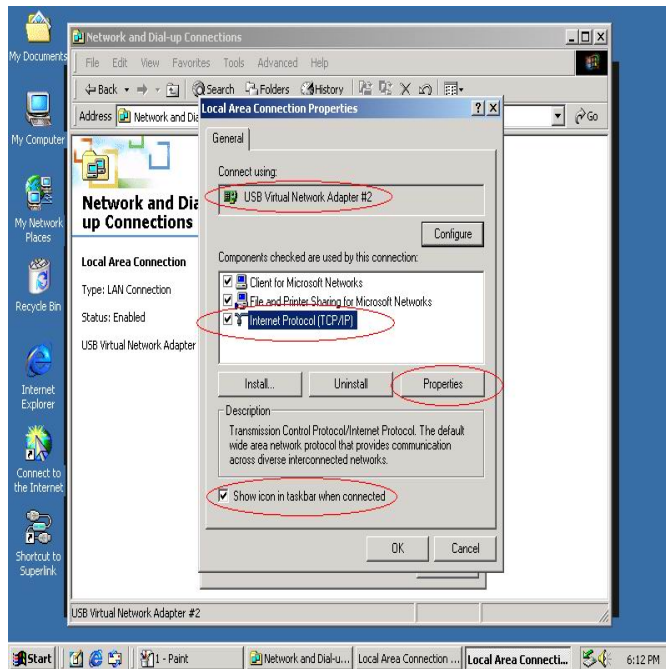 My Documents
My Computer
My Network
Places
Recycle Bin
Internet
Explorer
Connect to
the Internet
Shortcut to
Superlink
Network and Dial-up Connections
File Edit View Favorites Tools Advanced Help
Back Search Folders History
Address Network and Dia Go
Network and Dia
up Connections
Local Area Connection
Type: LAN Connection
Status: Enabled
USB Virtual Network Adapter
USB Virtual Network Adapter #2
Local Area Connection Properties
General
Connect using:
USB Virtual Network Adapter #2
Configure
Components checked are used by this connection:
Client for Microsoft Networks
File and Printer Sharing for Microsoft Networks
Internet Protocol (TCP/IP)
Install... Uninstall Properties
Description
Transmission Control Protocol/Internet Protocol. The default
wide area network protocol that provides communication
across diverse interconnected networks.
Show icon in taskbar when connected
OK Cancel
Start 1 - Paint Network and Dial-u... Local Area Connection ... Local Area Connecti... 6:12 PM